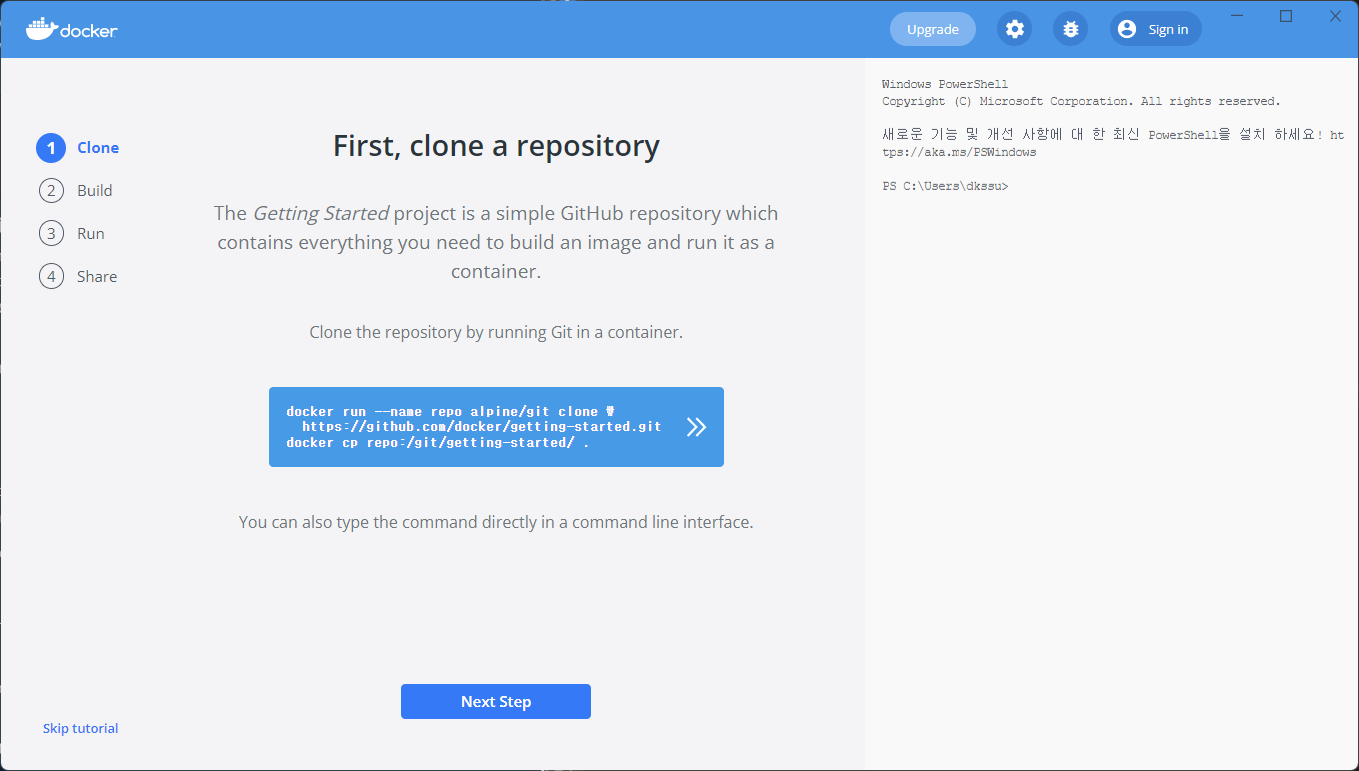 docker
Upgrade
Sign in
1 Clone
2 Build
3 Run
4 Share
First, clone a repository
The Getting Started project is a simple GitHub repository which
contains everything you need to build an image and run it as a
container.
Clone the repository by running Git in a container.
docker run --name repo alpine/git clone ₩
https://github.com/docker/getting-started.git
docker cp repo:/git/getting-started/ .
You can also type the command directly in a command line interface.
Next Step
Skip tutorial
Windows PowerShell
Copyright (C) Microsoft Corporation. All rights reserved.
새로운 기능 및 개선 사항에 대 한 최신 PowerShell을 설치 하세요! ht
tps://aka.ms/PSWindows
PS C:\Users\dkssu>